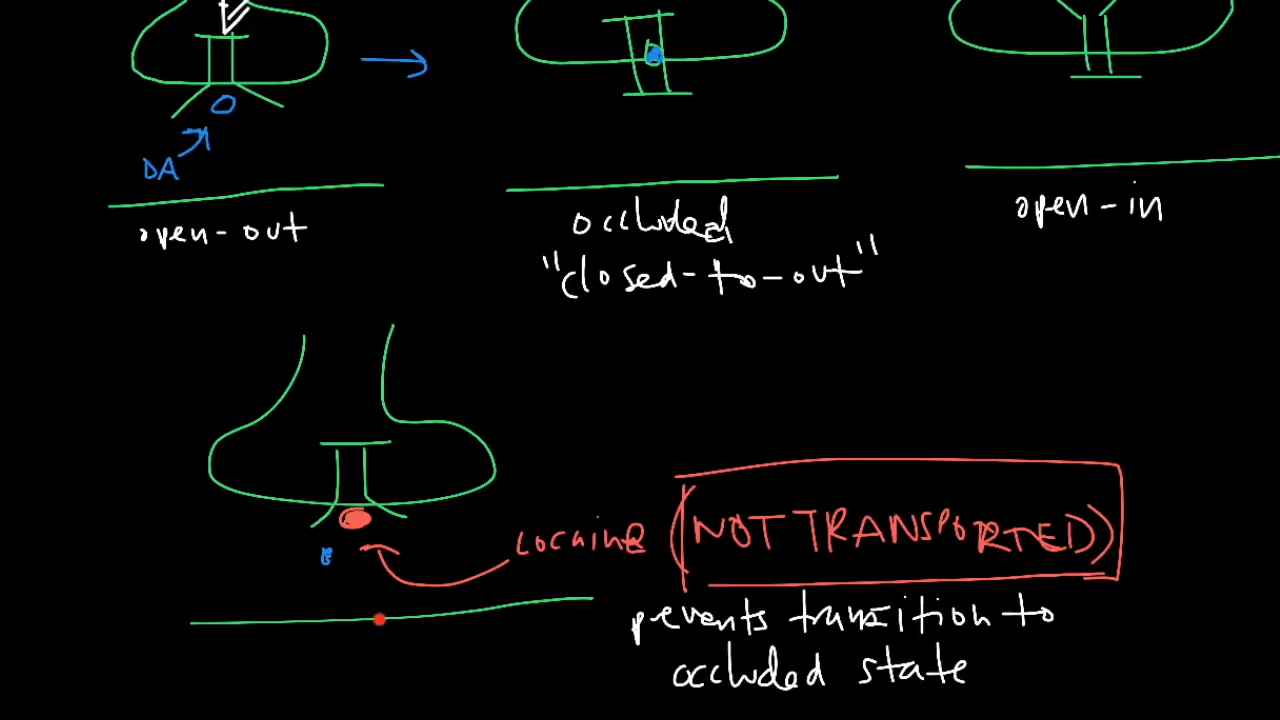 DA
open-out
occluded
"closed-to-out"
open-in
cocaine (NOT TRANSPORTED)
prevents transition to
occluded state